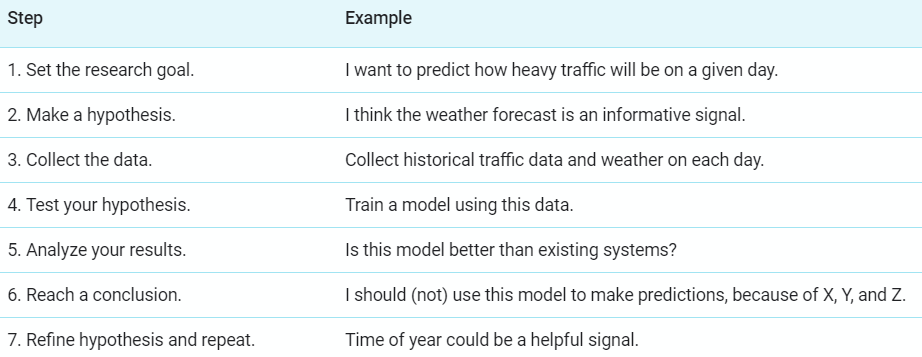 Step Example
1. Set the research goal. I want to predict how heavy traffic will be on a given day.
2. Make a hypothesis. I think the weather forecast is an informative signal.
3. Collect the data. Collect historical traffic data and weather on each day.
4. Test your hypothesis. Train a model using this data.
5. Analyze your results. Is this model better than existing systems?
6. Reach a conclusion. I should (not) use this model to make predictions, because of X, Y, and Z.
7. Refine hypothesis and repeat. Time of year could be a helpful signal.